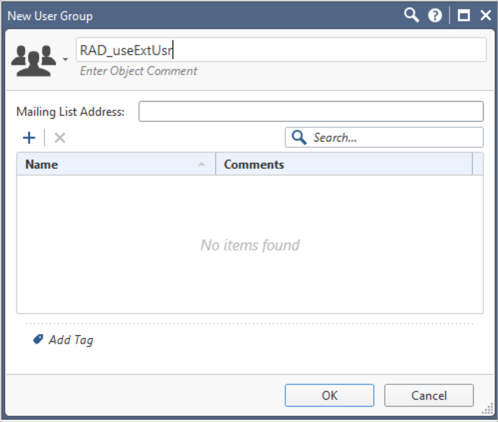 New User Group
RAD_useExtUsr
Enter Object Comment
Mailing List Address:
Search...
Name Comments
No items found
Add Tag
OK Cancel